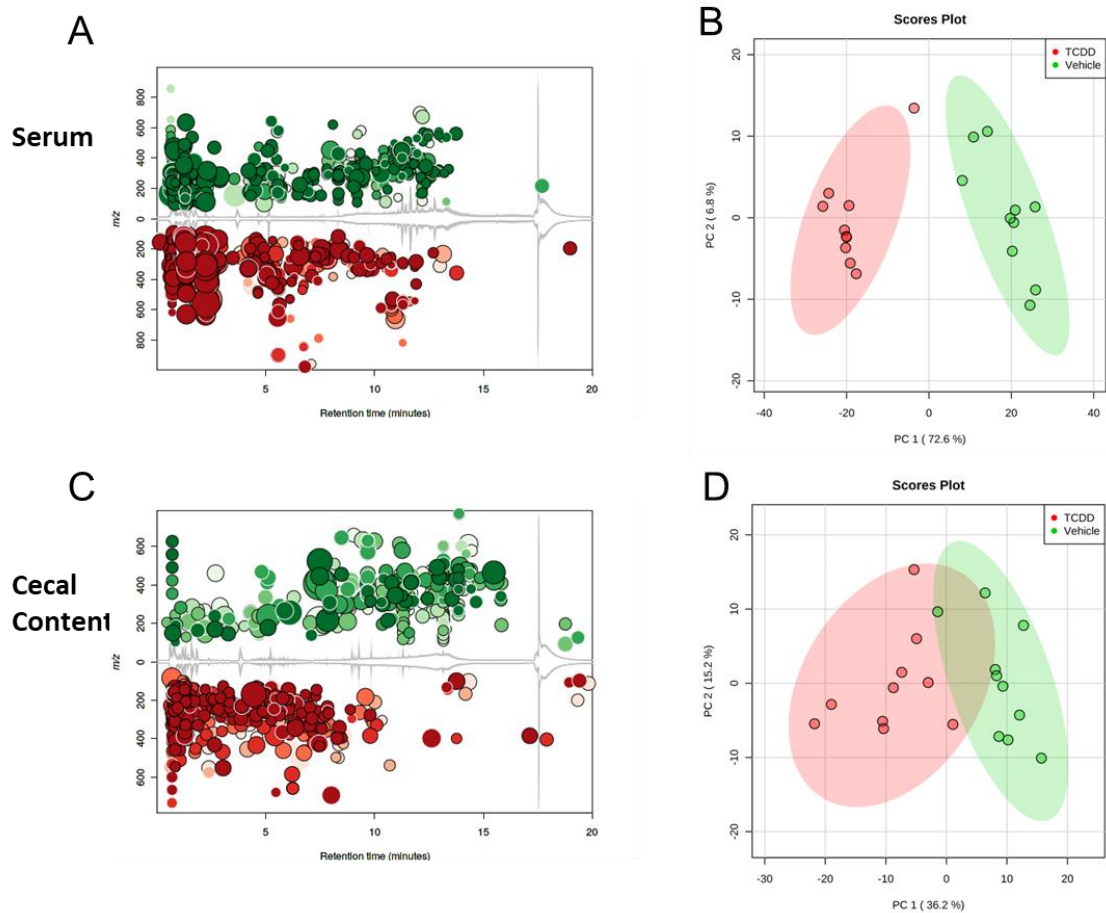 A
Serum
800
600
400
200
0
200
400
600
800
m/z
5
10
15
20
Retention time (minutes)
B
Scores Plot
TCDD
Vehicle
20
10
0
-10
-20
PC 2 ( 6.8 %)
-40
-20
0
20
40
PC 1 ( 72.6 %)
C
Cecal
Content
600
400
200
0
200
400
600
m/z
5
10
15
20
Retention time (minutes)
D
Scores Plot
TCDD
Vehicle
20
10
0
-10
-20
PC 2 ( 15.2 %)
-30
-20
-10
0
10
20
PC 1 ( 36.2 %)